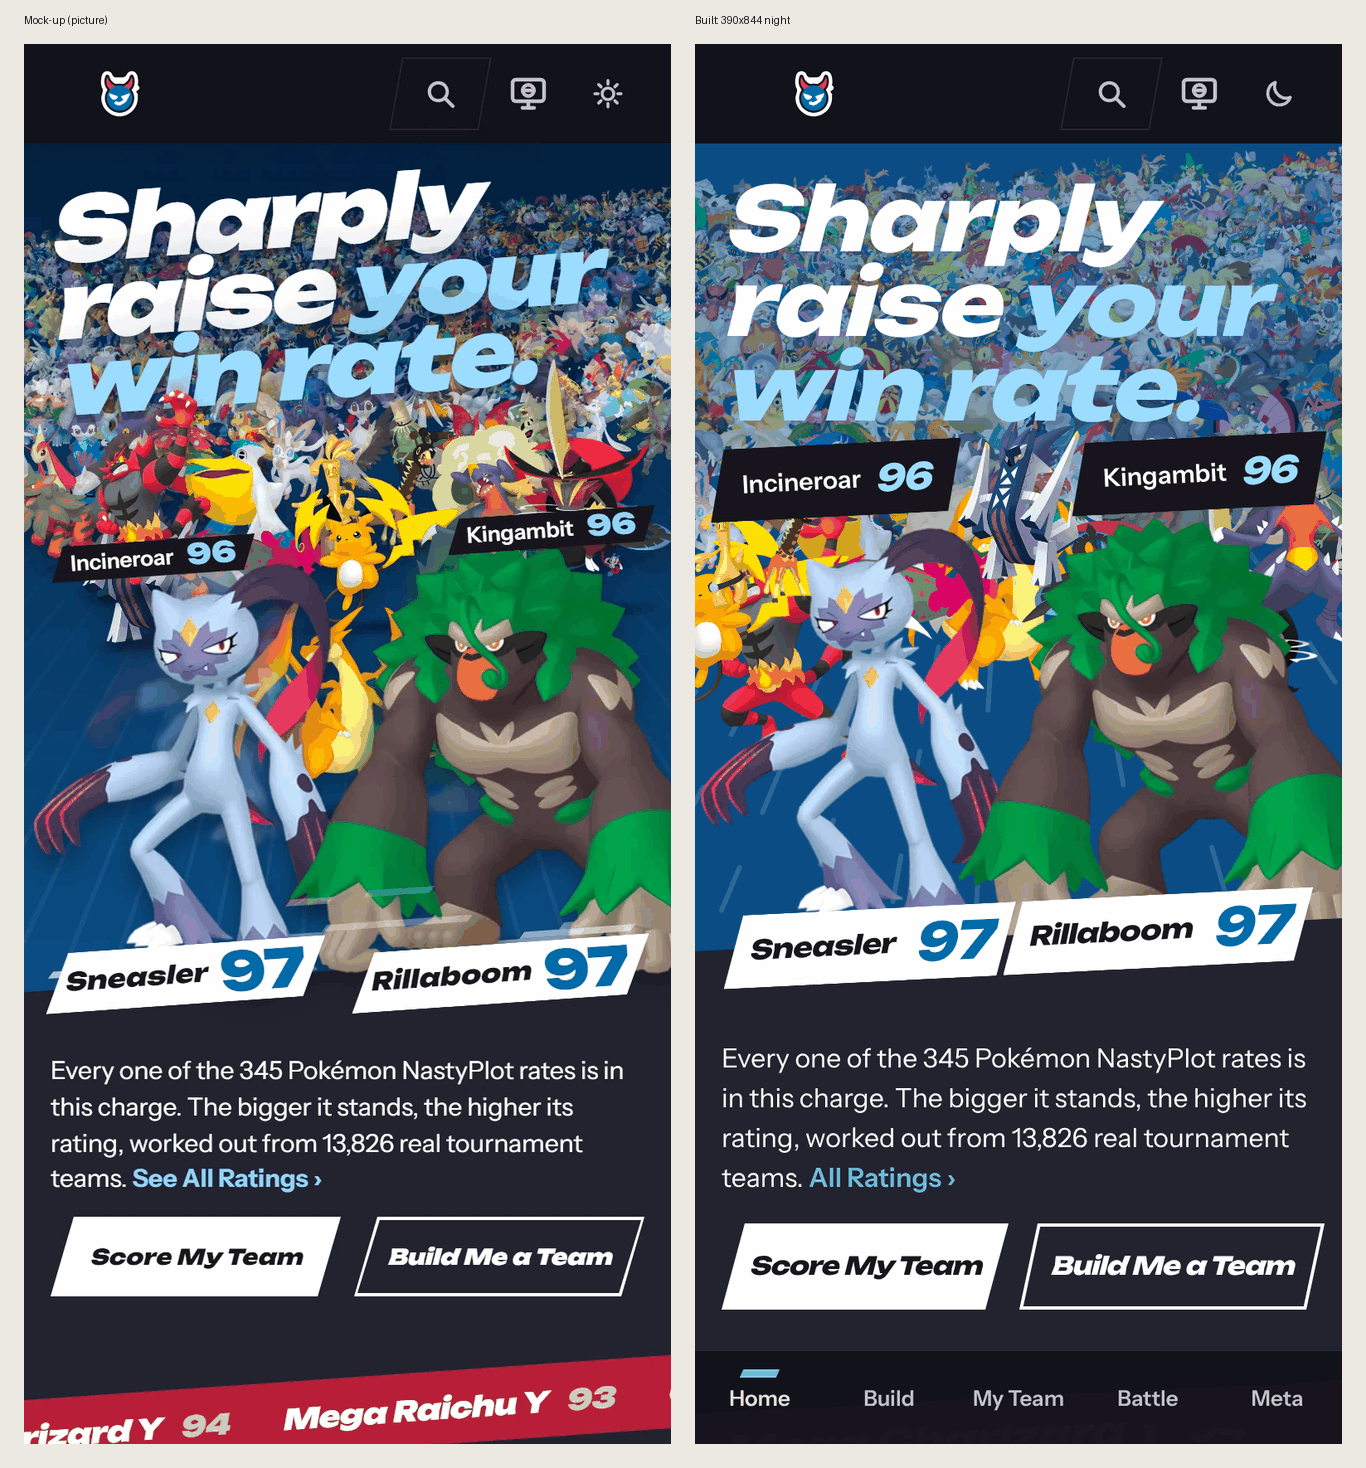 Mock-up (picture)
Sharply
raise your
win rate.
Incineroar 96
Kingambit 96
Sneasler 97
Rillaboom 97
Every one of the 345 Pokémon NastyPlot rates is in
this charge. The bigger it stands, the higher its
rating, worked out from 13,826 real tournament
teams. See All Ratings ›
Score My Team
Build Me a Team
rizard Y 94
Mega Raichu Y 93
Built: 390x844 night
Sharply
raise your
win rate.
Incineroar 96
Kingambit 96
Sneasler 97
Rillaboom 97
Every one of the 345 Pokémon NastyPlot rates is
in this charge. The bigger it stands, the higher its
rating, worked out from 13,826 real tournament
teams. All Ratings ›
Score My Team
Build Me a Team
Home
Build
My Team
Battle
Meta